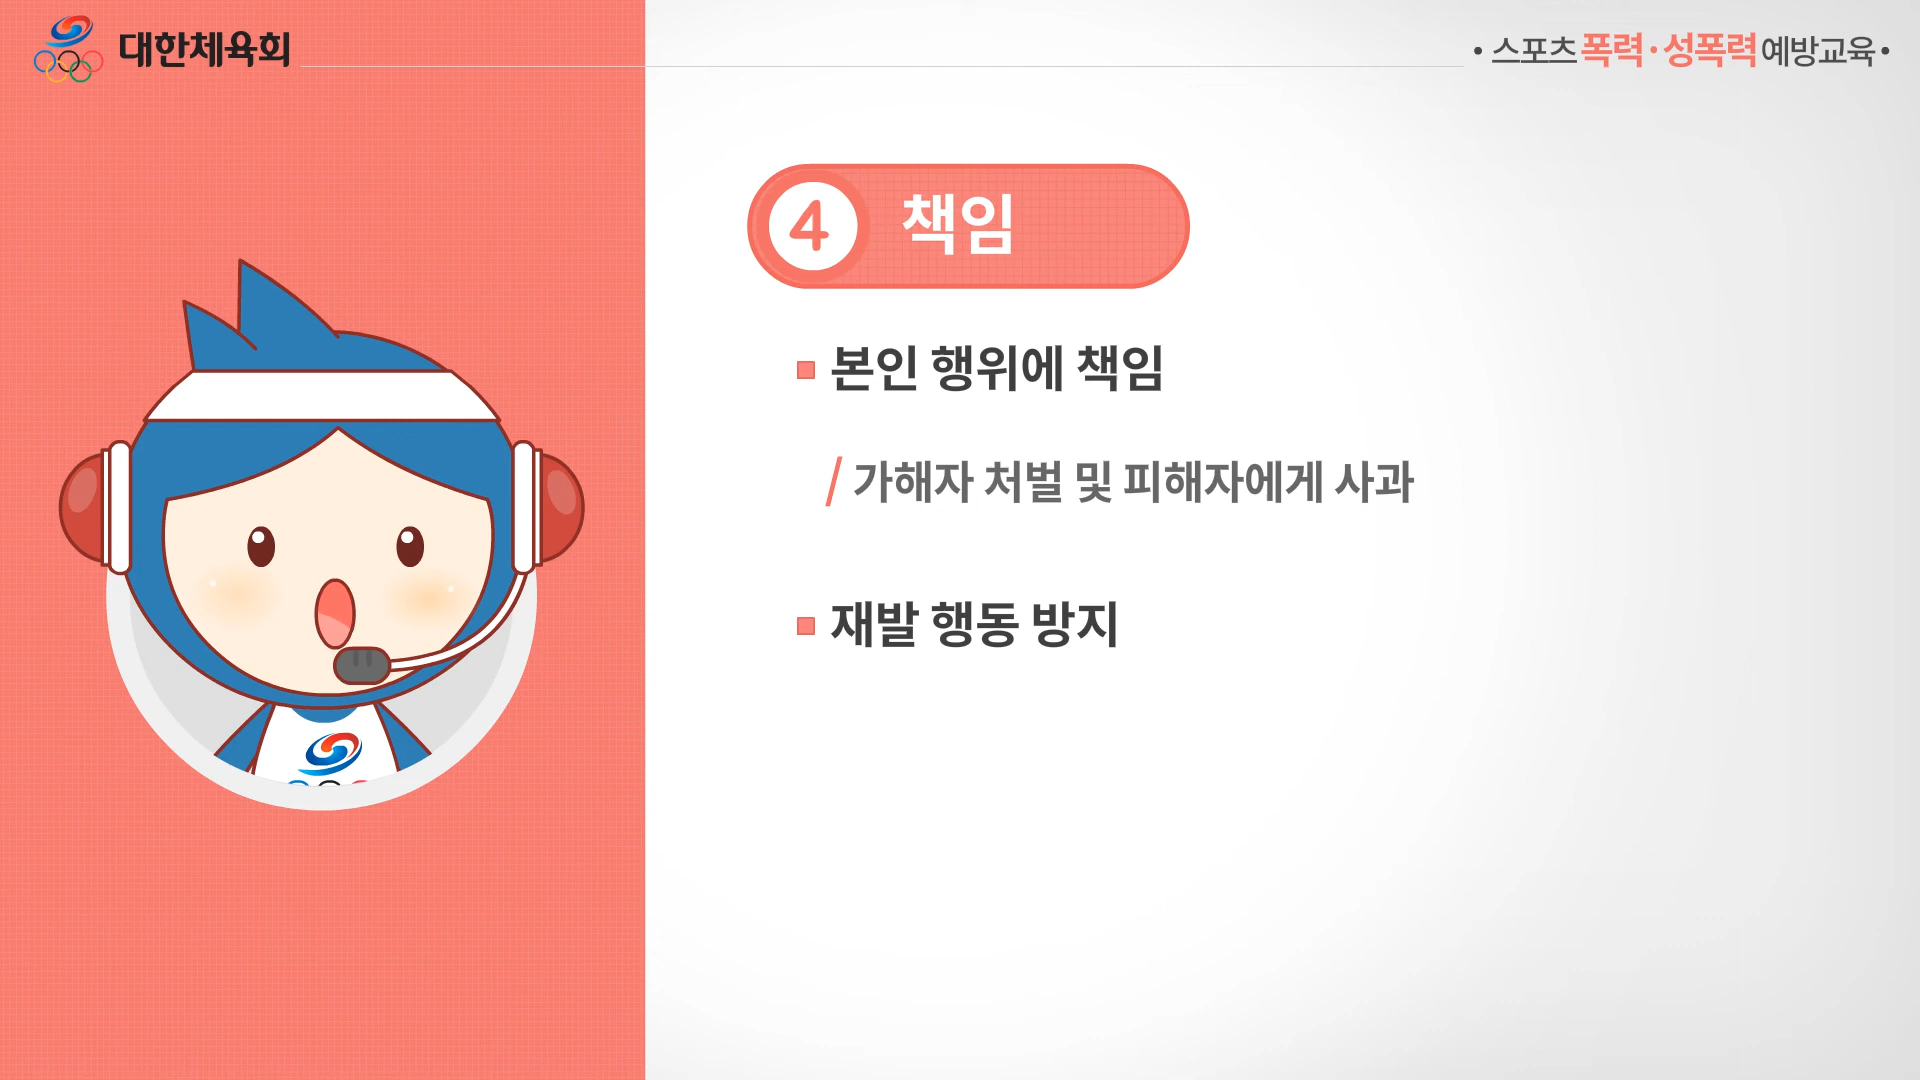 대한체육회
• 스포츠 폭력 · 성폭력 예방교육 •
4 책임
본인 행위에 책임
/ 가해자 처벌 및 피해자에게 사과
재발 행동 방지